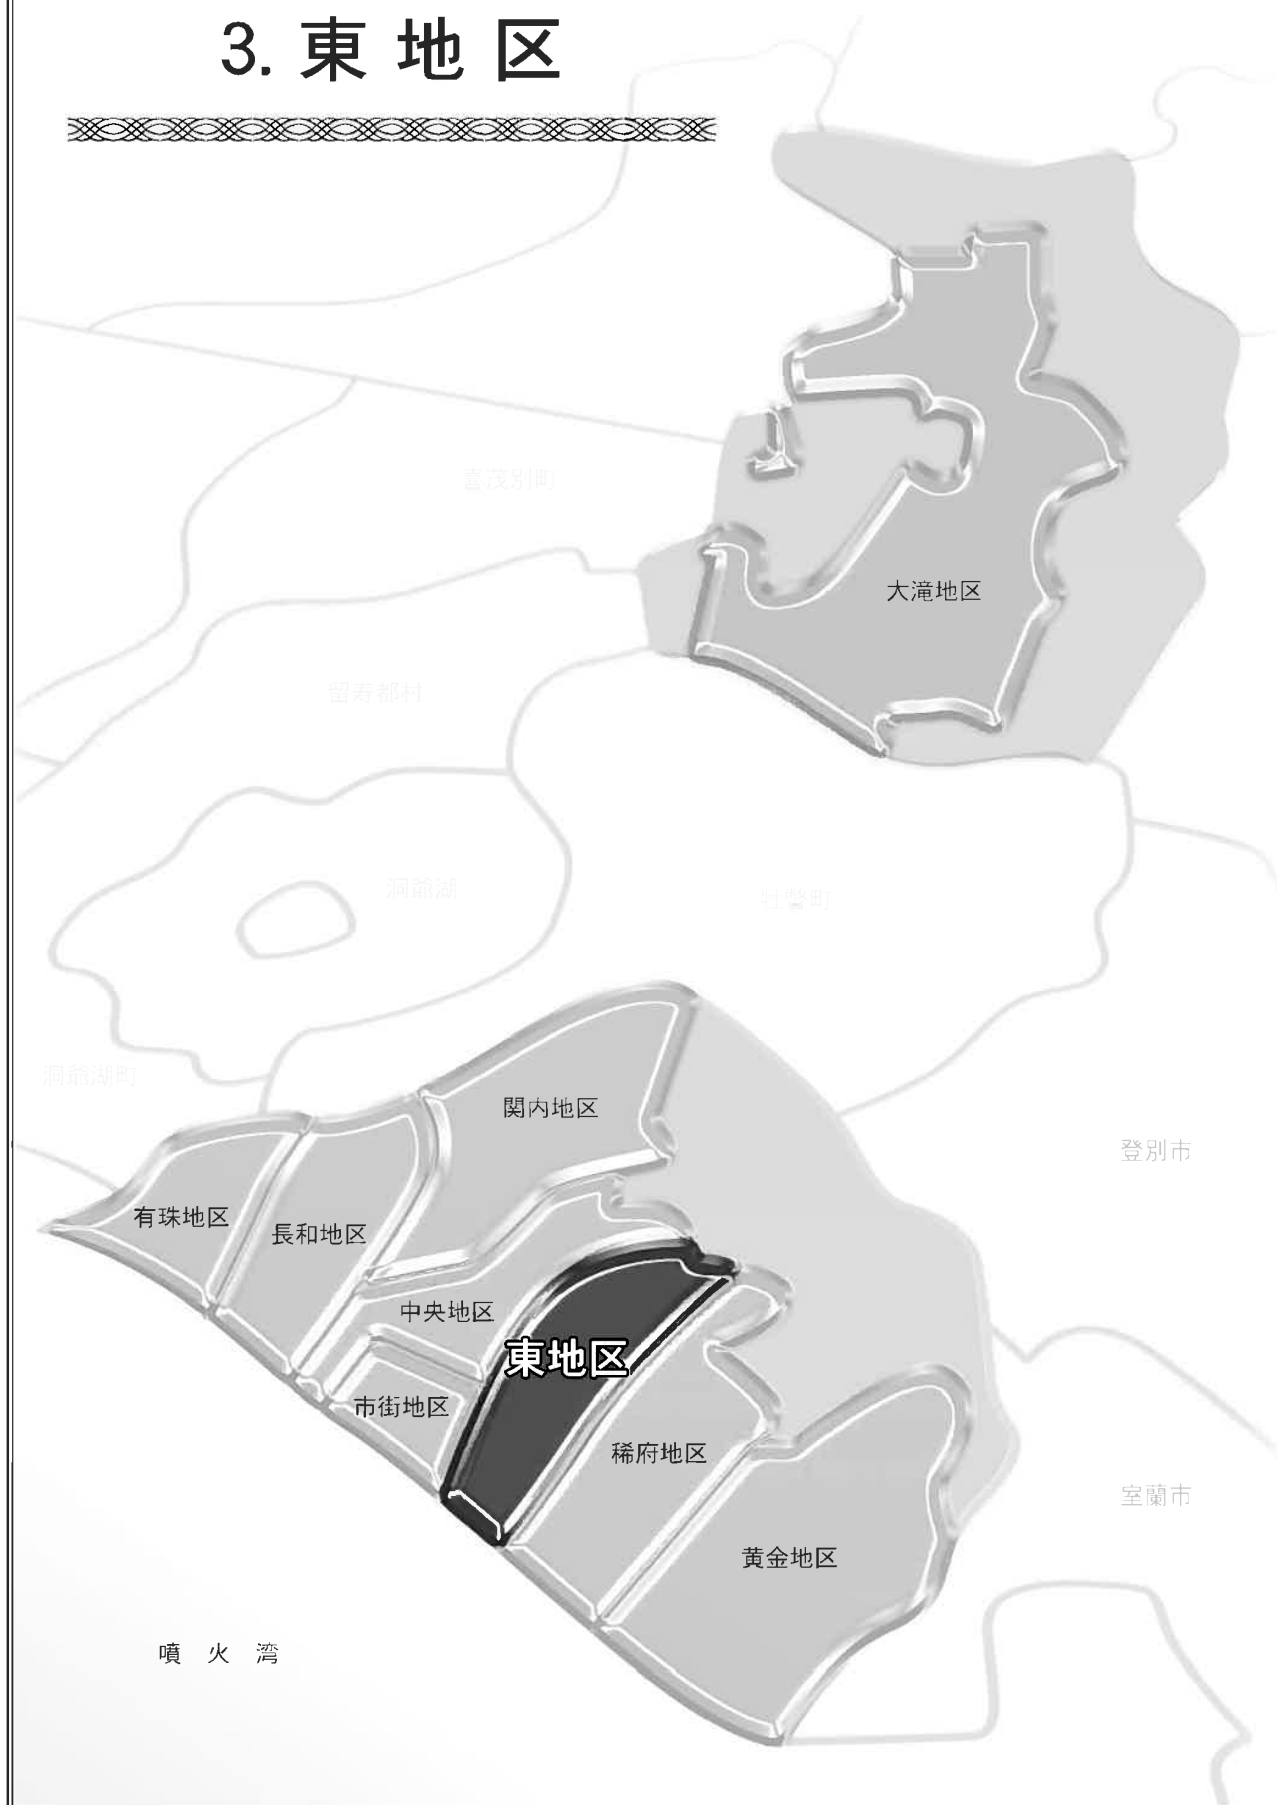 3. 東地区
喜茂別町
大滝地区
留寿都村
洞爺湖
壮瞥町
洞爺湖町
関内地区
登別市
有珠地区
長和地区
中央地区
東地区
市街地区
稀府地区
室蘭市
黄金地区
噴火湾